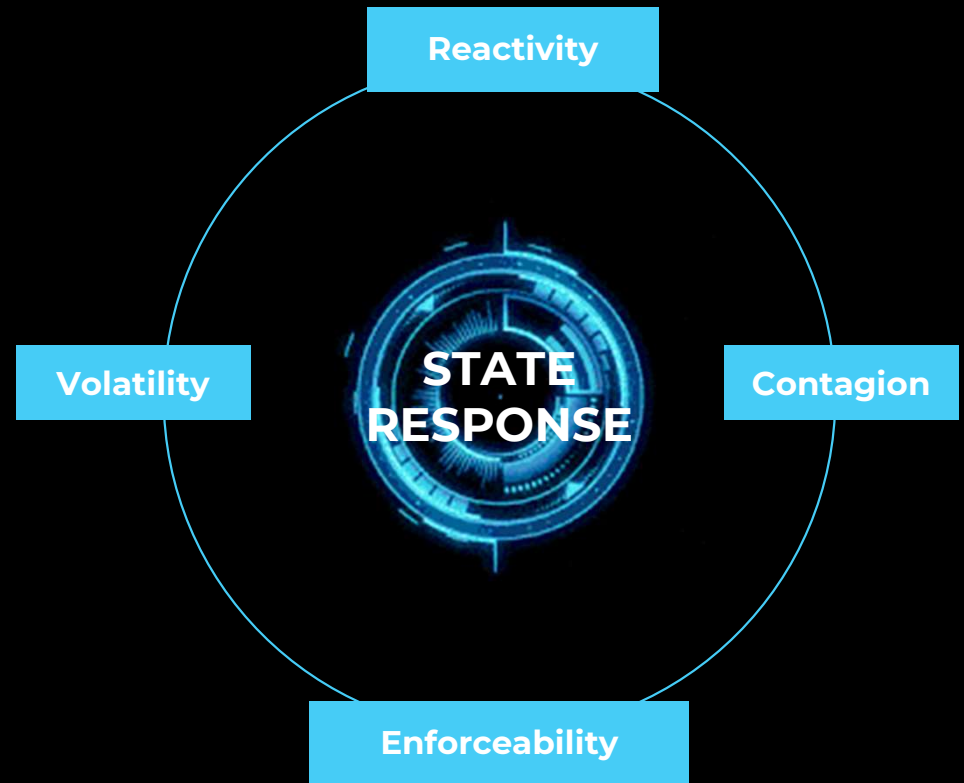 Reactivity
Volatility
STATE
RESPONSE
Contagion
Enforceability